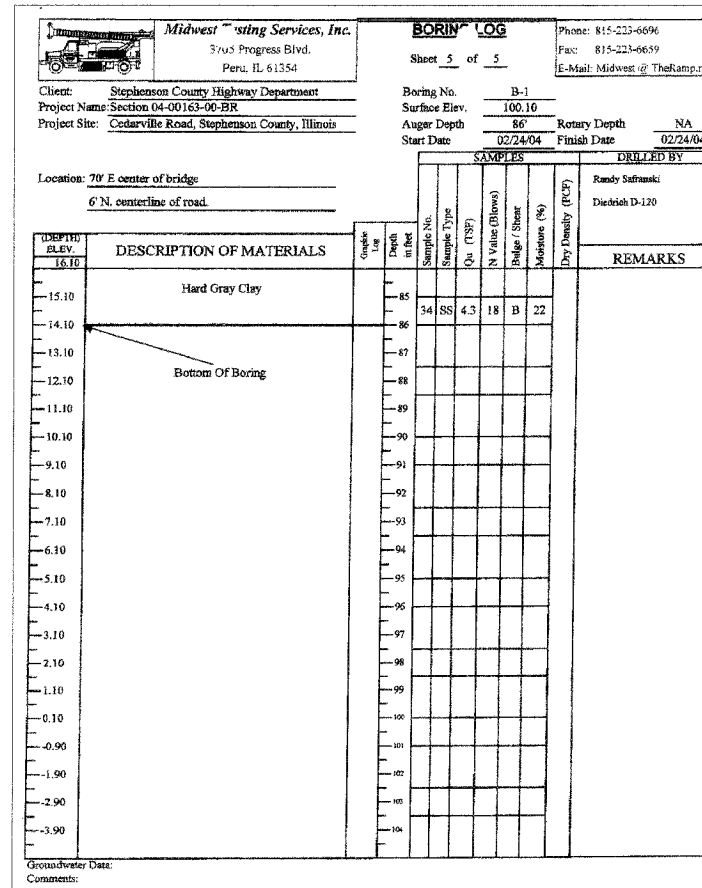 Midwest Testing Services, Inc.
3705 Progress Blvd.
Peru, IL 61354
BORING LOG
Sheet 5 of 5
Phone: 815-223-6696
Fax: 815-223-6659
E-Mail: Midwest @ TheRamp.n
Client: Stephenson County Highway Department
Project Name: Section 04-00163-00-BR
Project Site: Cedarville Road, Stephenson County, Illinois
Boring No. B-1
Surface Elev. 100.10
Auger Depth 86' Rotary Depth NA
Start Date 02/24/04 Finish Date 02/24/04
Location: 70' E center of bridge
6' N. centerline of road.
SAMPLES
DRILLED BY
Randy Safranski
Diedrich D-120
(DEPTH)
ELEV.
16.10
DESCRIPTION OF MATERIALS
Graphic
Log
Depth
in feet
Sample No.
Sample Type
Qu (TSF)
N Value (Blows)
Bulge / Shear
Moisture (%)
Dry Density (PCF)
REMARKS
Hard Gray Clay
15.10 85
34 SS 4.3 18 B 22
14.10 86
13.10 87
Bottom Of Boring
12.10 88
11.10 89
10.10 90
9.10 91
8.10 92
7.10 93
6.10 94
5.10 95
4.10 96
3.10 97
2.10 98
1.10 99
0.10 100
-0.90 101
-1.90 102
-2.90 103
-3.90 104
Groundwater Data:
Comments: